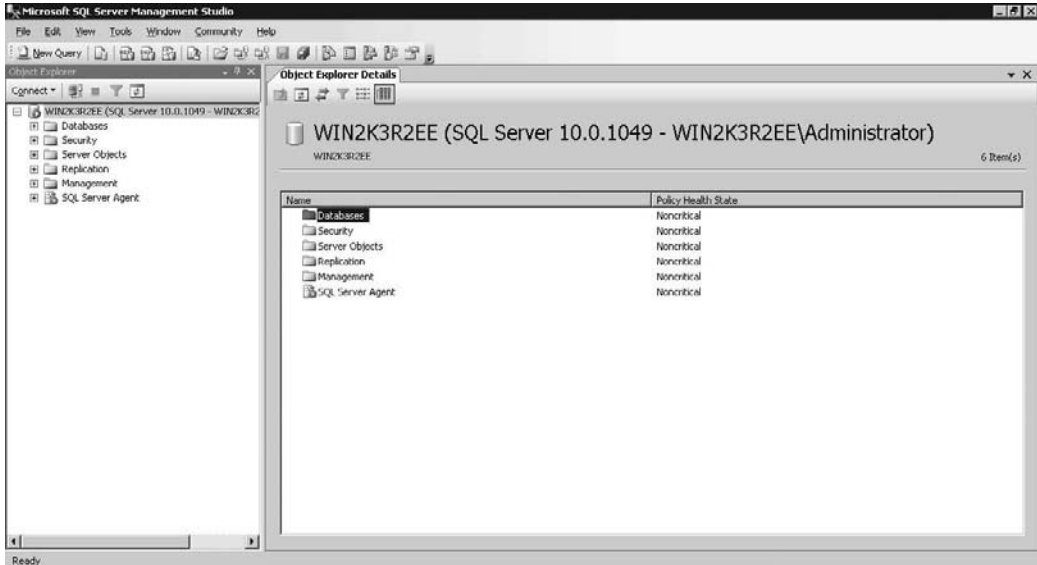 Microsoft SQL Server Management Studio
File Edit View Tools Window Community Help
New Query
Object Explorer
Connect
WIN2K3R2EE (SQL Server 10.0.1049 - WIN2K3R2
Databases
Security
Server Objects
Replication
Management
SQL Server Agent
Object Explorer Details
WIN2K3R2EE (SQL Server 10.0.1049 - WIN2K3R2EE\Administrator)
WIN2K3R2EE
6 Item(s)
Name Policy Health State
Databases Noncritical
Security Noncritical
Server Objects Noncritical
Replication Noncritical
Management Noncritical
SQL Server Agent Noncritical
Ready